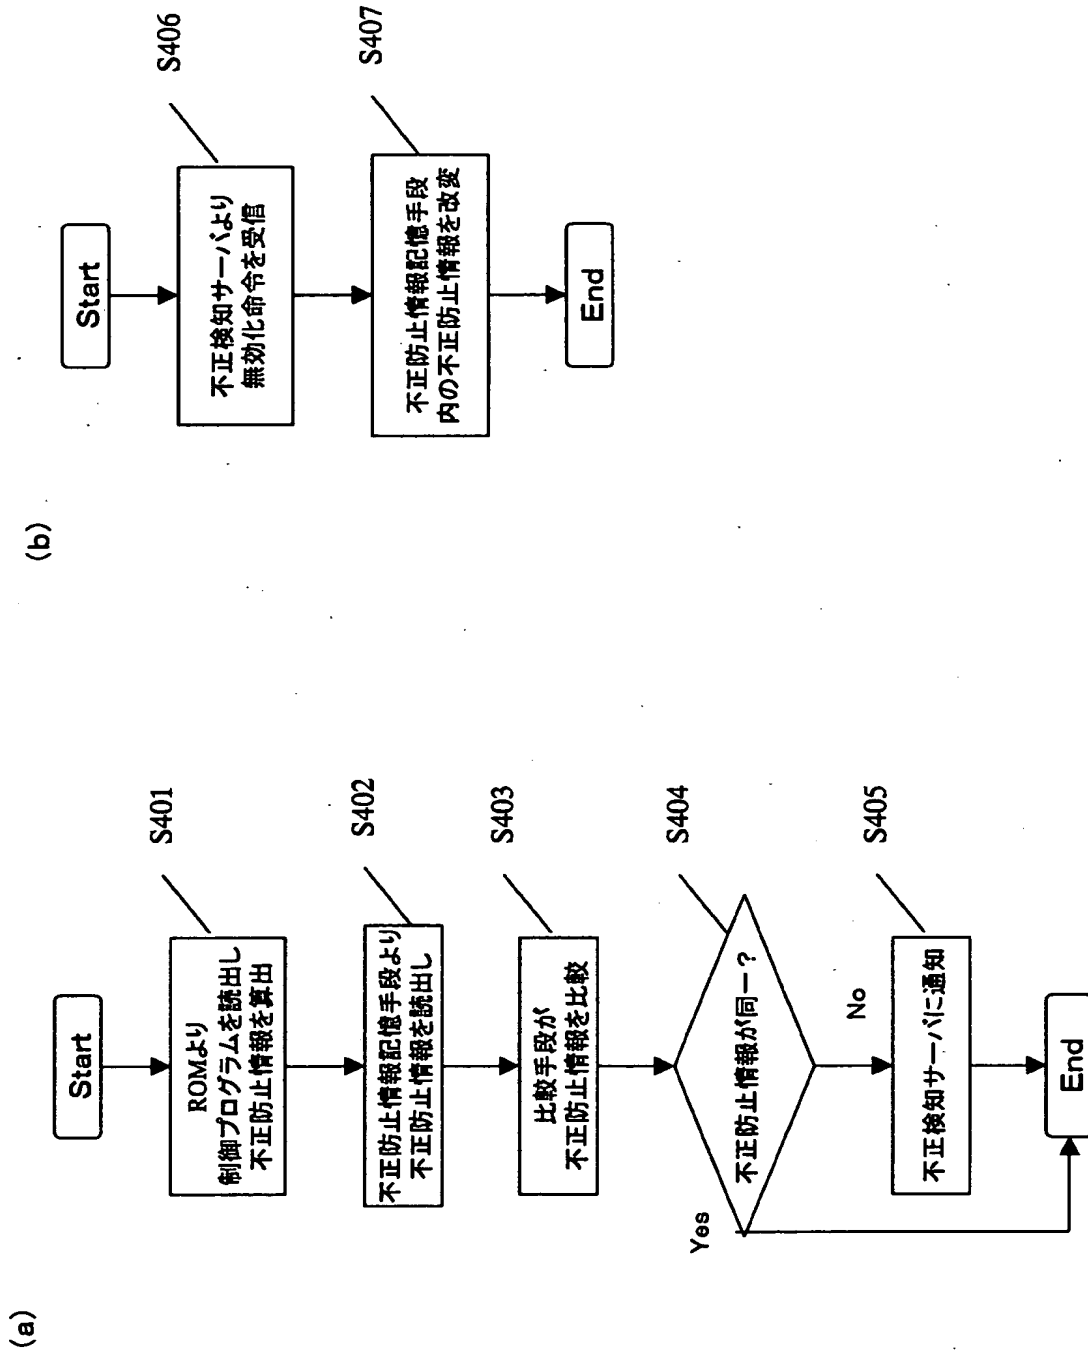 (a)
Start
ROMより
制御プログラムを読出し
不正防止情報を算出
S401
不正防止情報記憶手段より
不正防止情報を読出し
S402
比較手段が
不正防止情報を比較
S403
不正防止情報が同一？
S404
Yes
No
不正検知サーバに通知
S405
End
(b)
Start
不正検知サーバより
無効化命令を受信
S406
不正防止情報記憶手段
内の不正防止情報を改変
S407
End